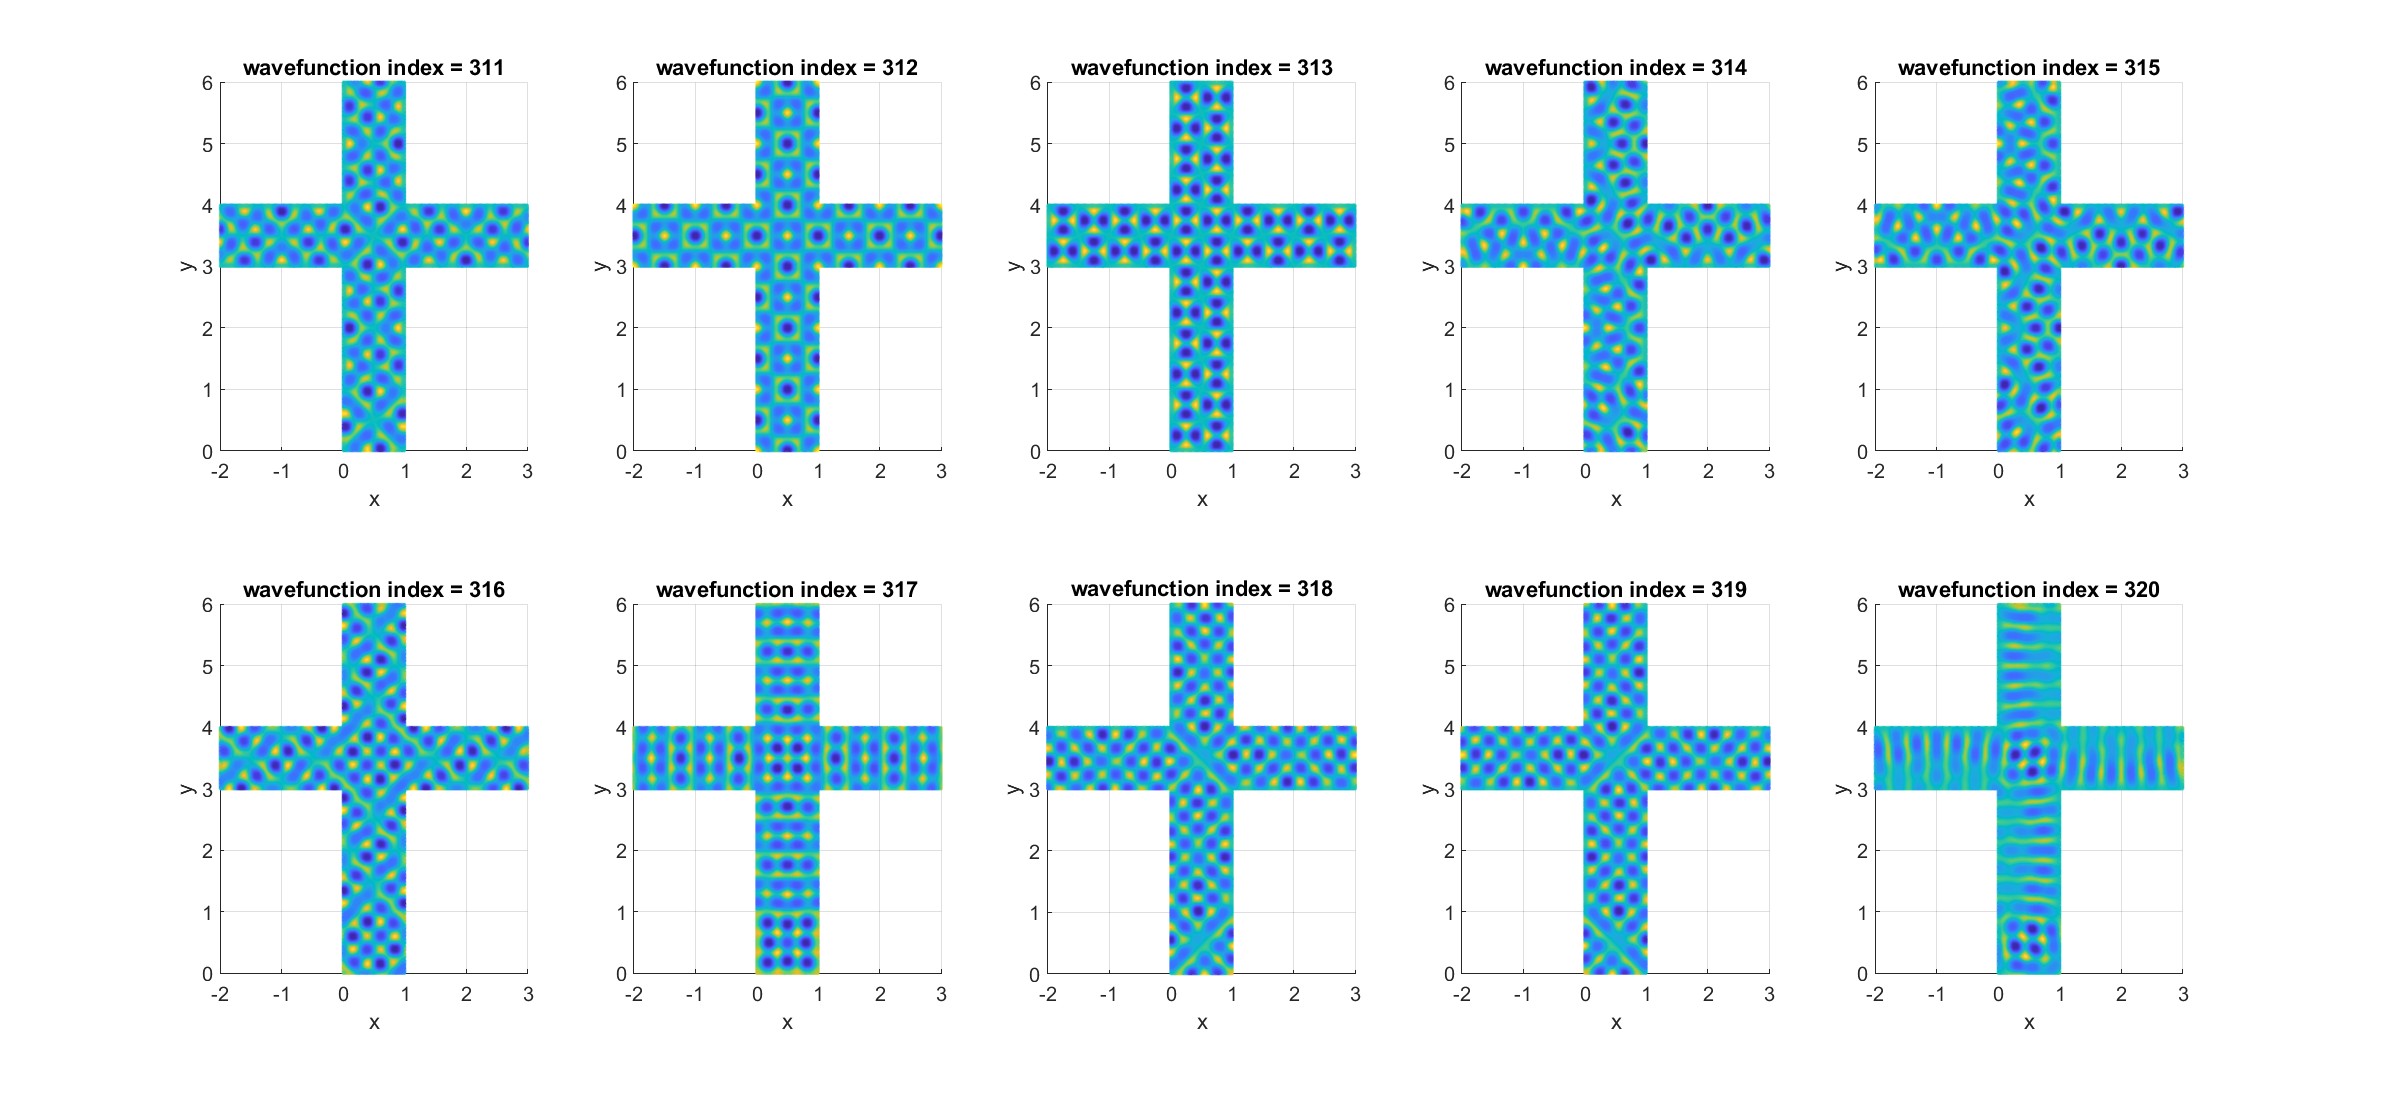 wavefunction index = 311 wavefunction index = 312 wavefunction index = 313 wavefunction index = 314 wavefunction index = 315
6 6 6 6 6
5 5 5 5 5
4 4 4 4 4
y 3 y 3 y 3 y 3 y 3
2 2 2 2 2
1 1 1 1 1
0 0 0 0 0
-2 -1 0 1 2 3 -2 -1 0 1 2 3 -2 -1 0 1 2 3 -2 -1 0 1 2 3 -2 -1 0 1 2 3
x x x x x
wavefunction index = 316 wavefunction index = 317 wavefunction index = 318 wavefunction index = 319 wavefunction index = 320
6 6 6 6 6
5 5 5 5 5
4 4 4 4 4
y 3 y 3 y 3 y 3 y 3
2 2 2 2 2
1 1 1 1 1
0 0 0 0 0
-2 -1 0 1 2 3 -2 -1 0 1 2 3 -2 -1 0 1 2 3 -2 -1 0 1 2 3 -2 -1 0 1 2 3
x x x x x